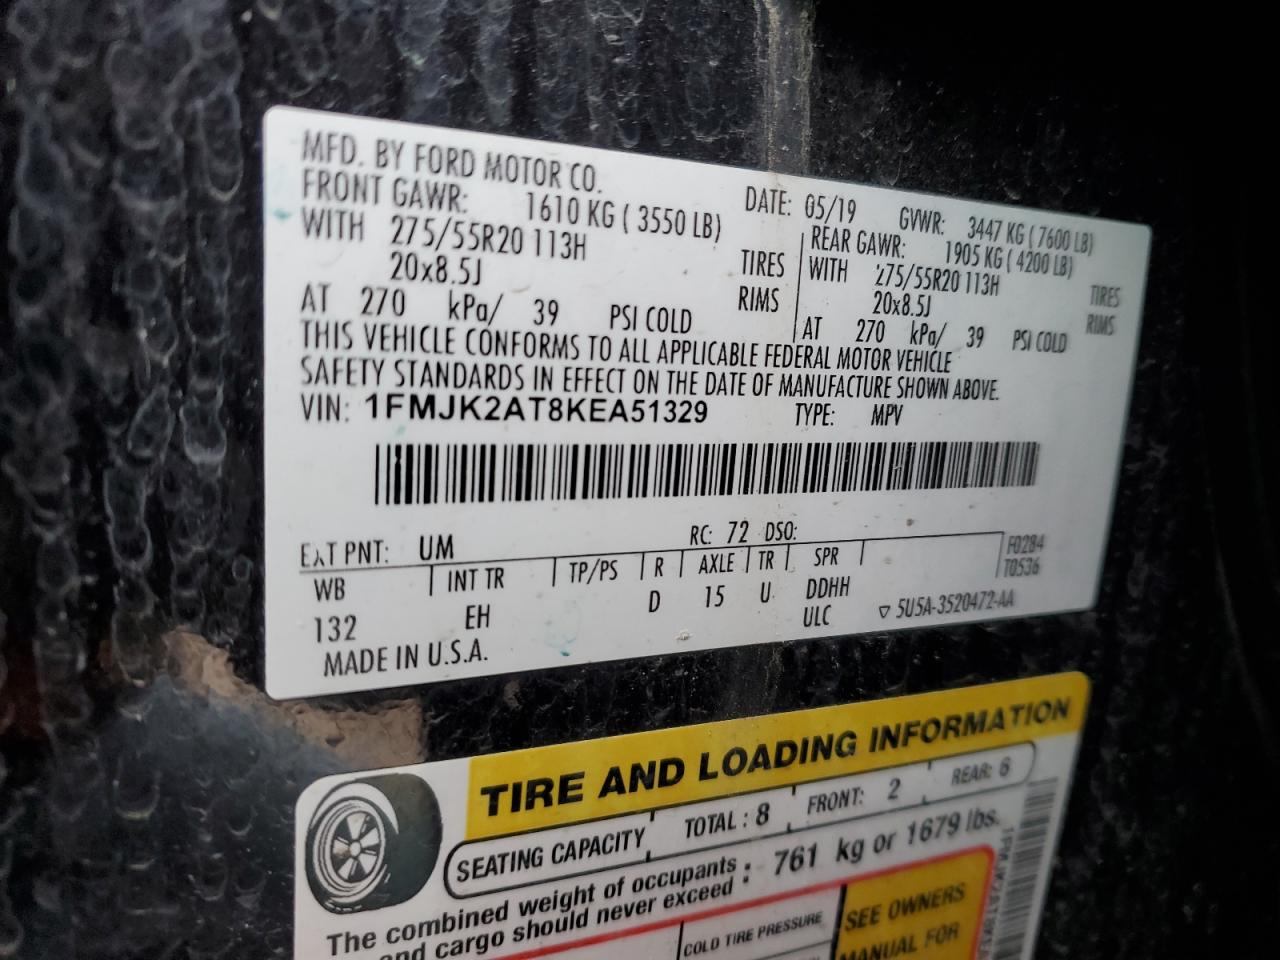 MFD. BY FORD MOTOR CO.
DATE: 05/19 GVWR: 3447 KG ( 7600 LB)
FRONT GAWR: 1610 KG ( 3550 LB)
REAR GAWR: 1905 KG ( 4200 LB)
WITH 275/55R20 113H TIRES
WITH 275/55R20 113H TIRES
20x8.5J RIMS
20x8.5J RIMS
AT 270 kPa/ 39 PSI COLD
AT 270 kPa/ 39 PSI COLD
THIS VEHICLE CONFORMS TO ALL APPLICABLE FEDERAL MOTOR VEHICLE
SAFETY STANDARDS IN EFFECT ON THE DATE OF MANUFACTURE SHOWN ABOVE.
VIN: 1FMJK2AT8KEA51329 TYPE: MPV
EXT PNT: UM RC: 72 DSO:
WB INT TR TP/PS R AXLE TR SPR F0284
T0536
132 EH D 15 U DDHH
ULC ▽ 5U5A-3520472-AA
MADE IN U.S.A.
TIRE AND LOADING INFORMATION
SEATING CAPACITY TOTAL : 8 FRONT: 2 REAR: 6
The combined weight of occupants
and cargo should never exceed : 761 kg or 1679 lbs.
COLD TIRE PRESSURE
SEE OWNERS
MANUAL FOR